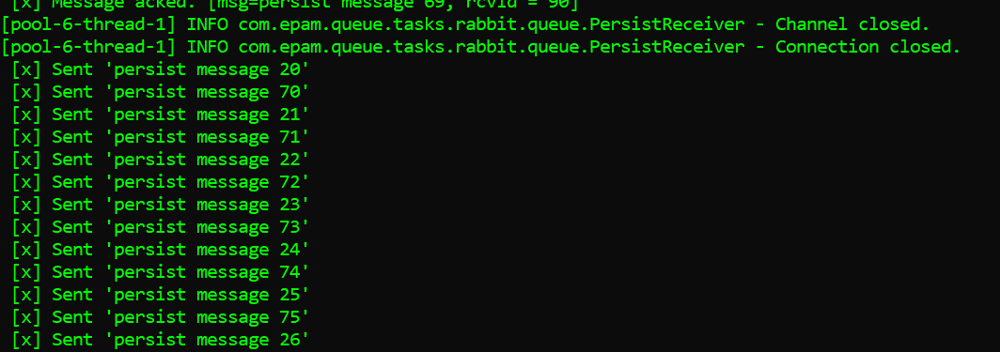 [x] Message acked. [msg=persist message 69, rcvid = 90]
[pool-6-thread-1] INFO com.epam.queue.tasks.rabbit.queue.PersistReceiver - Channel closed.
[pool-6-thread-1] INFO com.epam.queue.tasks.rabbit.queue.PersistReceiver - Connection closed.
[x] Sent 'persist message 20'
[x] Sent 'persist message 70'
[x] Sent 'persist message 21'
[x] Sent 'persist message 71'
[x] Sent 'persist message 22'
[x] Sent 'persist message 72'
[x] Sent 'persist message 23'
[x] Sent 'persist message 73'
[x] Sent 'persist message 24'
[x] Sent 'persist message 74'
[x] Sent 'persist message 25'
[x] Sent 'persist message 75'
[x] Sent 'persist message 26'